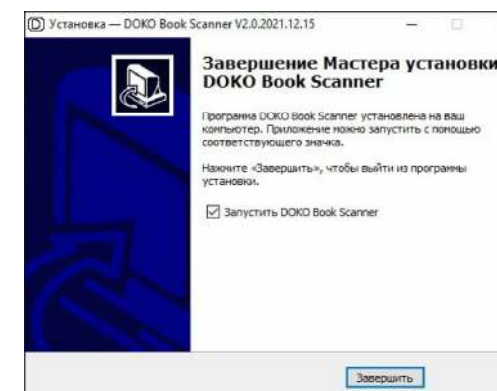 Установка — DOKO Book Scanner V2.0.2021.12.15
Завершение Мастера установки
DOKO Book Scanner
Программа DOKO Book Scanner установлена на ваш
компьютер. Приложение можно запустить с помощью
соответствующего значка.
Нажмите «Завершить», чтобы выйти из программы
установки.
Запустить DOKO Book Scanner
Завершить